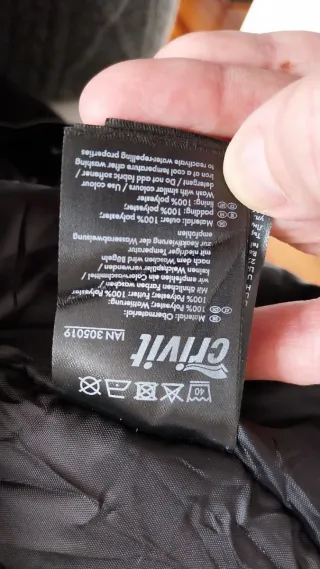 40
crivit
IAN 305019
Material:
Obermaterial:
100% Polyester; Wattierung:
100% Polyester; Futter: 100% Polyester
Mit ähnlichen Farben waschen
wir empfehlen ein Colorwaschmittel /
keinen Weichspüler verwenden /
nach dem Waschen wird Bügeln
mit niedriger Temperatur
zur Reaktivierung der Wasserabweisung
empfohlen
Material: outer: 100% polyester;
padding: 100% polyester;
lining: 100% polyester
Wash with similar colours / Use colour
detergent / Do not add fabric softener /
Iron at a cool temperature after washing
to reactivate water-repelling properties